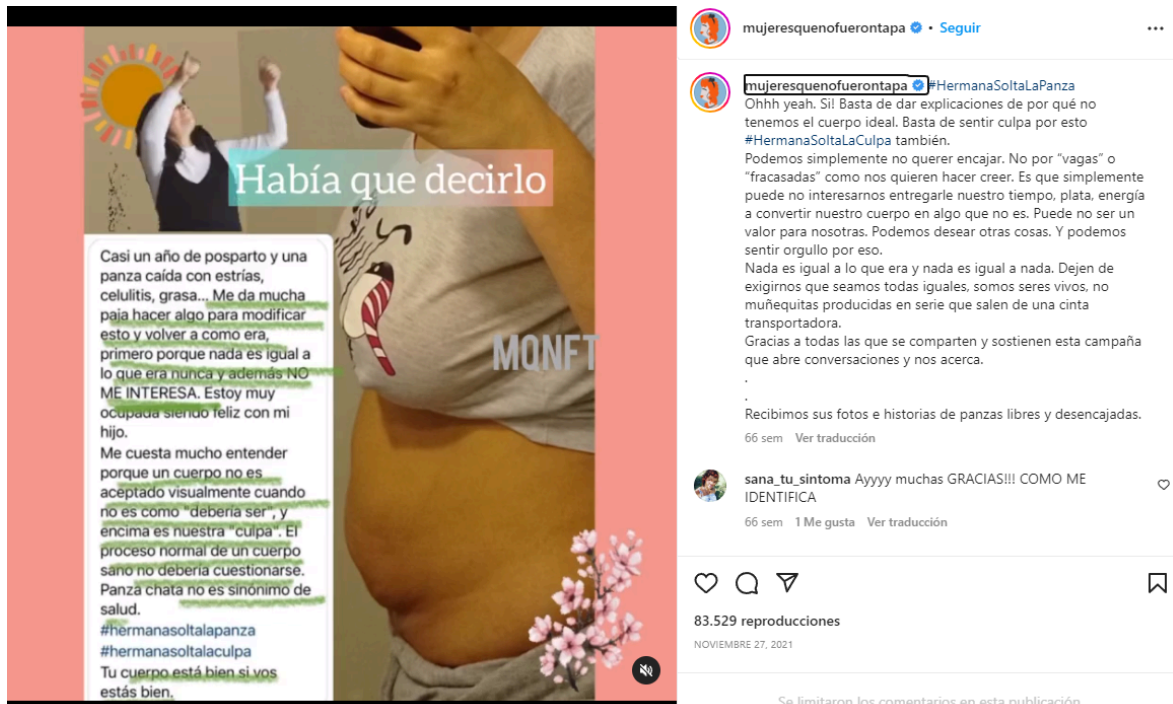 Había que decirlo
Casi un año de posparto y una
panza caída con estrías,
celulitis, grasa... Me da mucha
paja hacer algo para modificar
esto y volver a como era,
primero porque nada es igual a
lo que era nunca y además NO
ME INTERESA. Estoy muy
ocupada siendo feliz con mi
hijo.
Me cuesta mucho entender
porque un cuerpo no es
aceptado visualmente cuando
no es como "debería ser", y
encima es nuestra "culpa". El
proceso normal de un cuerpo
sano no debería cuestionarse.
Panza chata no es sinónimo de
salud.
#hermanasoltalapanza
#hermanasoltalaculpa
Tu cuerpo está bien si vos
estás bien.
MQNFT
mujeresquenofuerontapa • Seguir
mujeresquenofuerontapa #HermanaSoltaLaPanza
Ohhh yeah. Si! Basta de dar explicaciones de por qué no
tenemos el cuerpo ideal. Basta de sentir culpa por esto
#HermanaSoltaLaCulpa también.
Podemos simplemente no querer encajar. No por "vagas" o
"fracasadas" como nos quieren hacer creer. Es que simplemente
puede no interesarnos entregarle nuestro tiempo, plata, energía
a convertir nuestro cuerpo en algo que no es. Puede no ser un
valor para nosotras. Podemos desear otras cosas. Y podemos
sentir orgullo por eso.
Nada es igual a lo que era y nada es igual a nada. Dejen de
exigirnos que seamos todas iguales, somos seres vivos, no
muñequitas producidas en serie que salen de una cinta
transportadora.
Gracias a todas las que se comparten y sostienen esta campaña
que abre conversaciones y nos acerca.
.
.
Recibimos sus fotos e historias de panzas libres y desencajadas.
66 sem Ver traducción
sana_tu_sintoma Ayyyy muchas GRACIAS!!! COMO ME
IDENTIFICA
66 sem 1 Me gusta Ver traducción
83.529 reproducciones
NOVIEMBRE 27, 2021
Se limitaron los comentarios en esta publicación